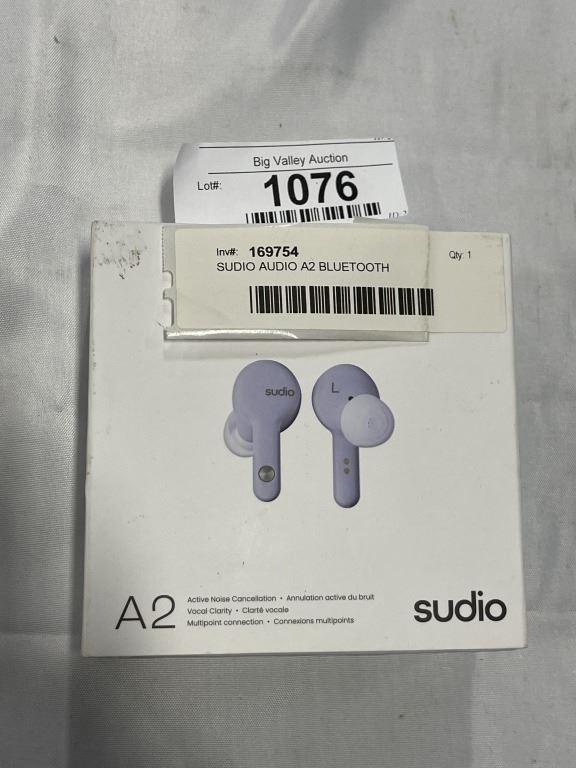 Big Valley Auction
Lot#: 1076
Inv#: 169754 Qty: 1
SUDIO AUDIO A2 BLUETOOTH
sudio L
A2
Active Noise Cancellation • Annulation active du bruit
Vocal Clarity • Clarté vocale
Multipoint connection • Connexions multipoints
sudio